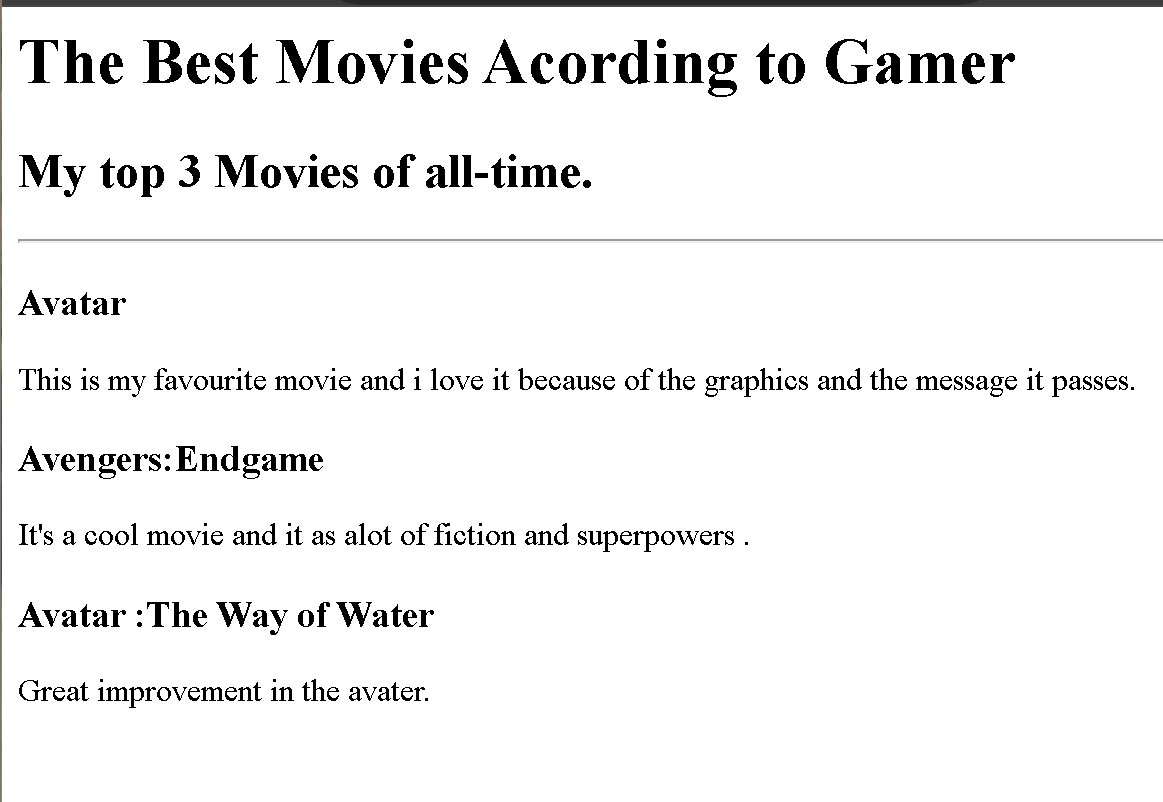 The Best Movies Acording to Gamer
My top 3 Movies of all-time.
Avatar
This is my favourite movie and i love it because of the graphics and the message it passes.
Avengers:Endgame
It's a cool movie and it as alot of fiction and superpowers .
Avatar :The Way of Water
Great improvement in the avater.